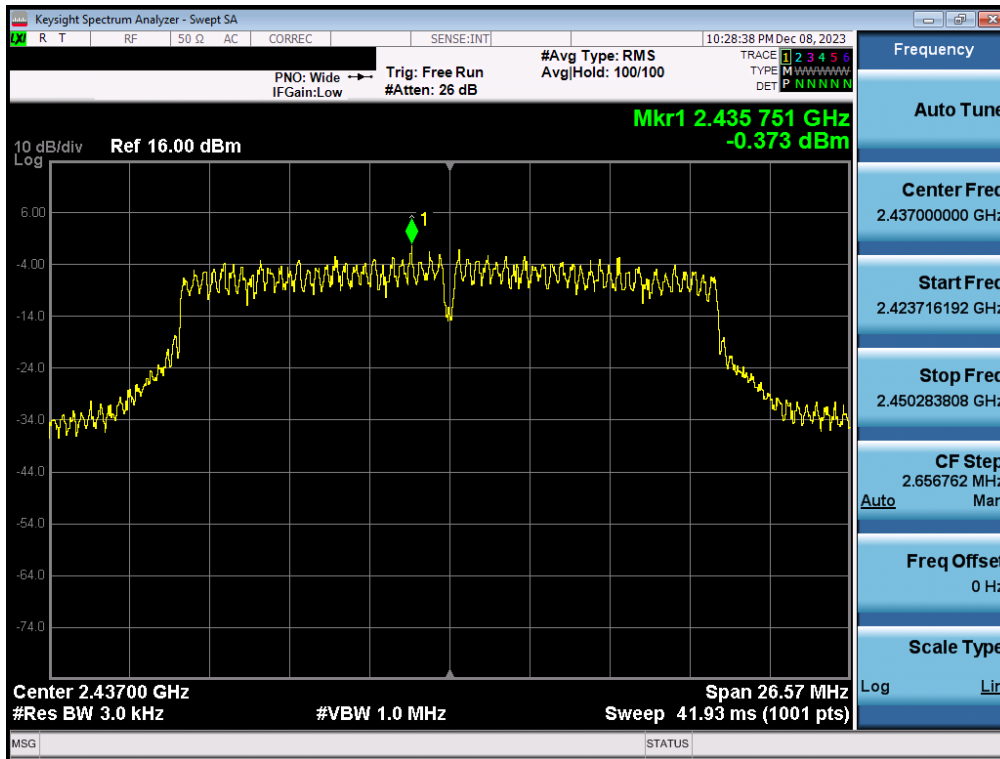 Keysight Spectrum Analyzer - Swept SA
LXI R T RF 50 Ω AC CORREC SENSE:INT 10:28:38 PM Dec 08, 2023
PNO: Wide
IFGain:Low
Trig: Free Run
#Atten: 26 dB
#Avg Type: RMS
Avg|Hold: 100/100
TRACE 1 2 3 4 5 6
TYPE M W W W W W
DET P N N N N N
Mkr1 2.435 751 GHz
-0.373 dBm
10 dB/div Ref 16.00 dBm
Log
1
6.00
-4.00
-14.0
-24.0
-34.0
-44.0
-54.0
-64.0
-74.0
Center 2.43700 GHz Span 26.57 MHz
#Res BW 3.0 kHz #VBW 1.0 MHz Sweep 41.93 ms (1001 pts)
MSG STATUS
Frequency
Auto Tune
Center Freq
2.437000000 GHz
Start Freq
2.423716192 GHz
Stop Freq
2.450283808 GHz
CF Step
2.656762 MHz
Auto Man
Freq Offset
0 Hz
Scale Type
Log Lin